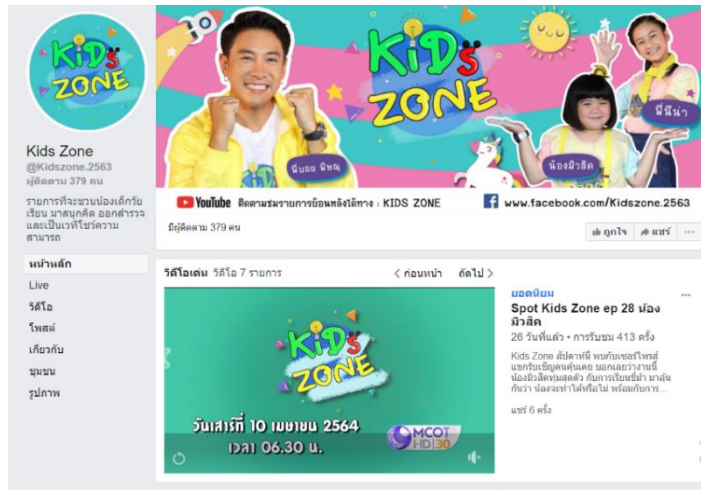 KiDS
ZONE
KiDS
ZONE
พี่บอย พิษณุ
น้องมิวสิค
พี่นีน่า
YouTube ติดตามชมรายการย้อนหลังได้ทาง : KIDS ZONE
www.facebook.com/Kidszone.2563
Kids Zone
@Kidszone.2563
ผู้ติดตาม 379 คน
รายการที่จะชวนน้องเด็กวัย
เรียน มาสนุกคิด ออกสำรวจ
และเป็นเวทีโชว์ความ
สามารถ
หน้าหลัก
Live
วิดีโอ
โพสต์
เกี่ยวกับ
ชุมชน
รูปภาพ
มีผู้ติดตาม 379 คน
ถูกใจ
แชร์
วิดีโอเด่น วิดีโอ 7 รายการ
ก่อนหน้า
ถัดไป
KiDS
ZONE
วันเสาร์ที่ 10 เมษายน 2564
เวลา 06.30 น.
MCOT
HD 30
ยอดนิยม
Spot Kids Zone ep 28 น้อง
มิวสิค
26 วันที่แล้ว • การรับชม 413 ครั้ง
Kids Zone สัปดาห์นี้ พบกับเซอร์ไพรส์
แขกรับเชิญคนคุ้นเคย บอกเลยว่างานนี้
น้องมิวสิคทุ่มสุดตัว กับการเรียนขี่ม้า มาลุ้น
กันว่า น้องจะทำได้หรือไม่ พร้อมกับการ...
แชร์ 6 ครั้ง